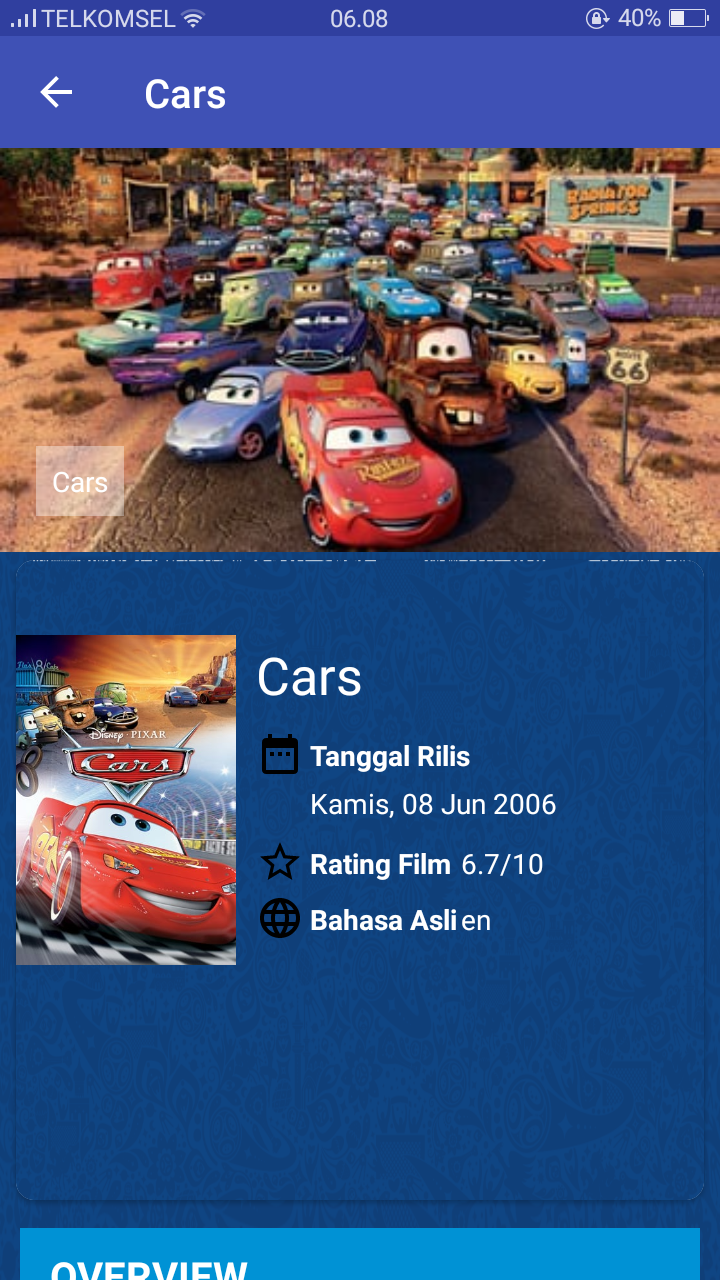 TELKOMSEL 06.08 40%
Cars
RADIATOR
SPRINGS
ROUTE
66
Cars
Cars
DISNEY · PIXAR
Cars
Tanggal Rilis
Kamis, 08 Jun 2006
Rating Film 6.7/10
Bahasa Asli en
OVERVIEW